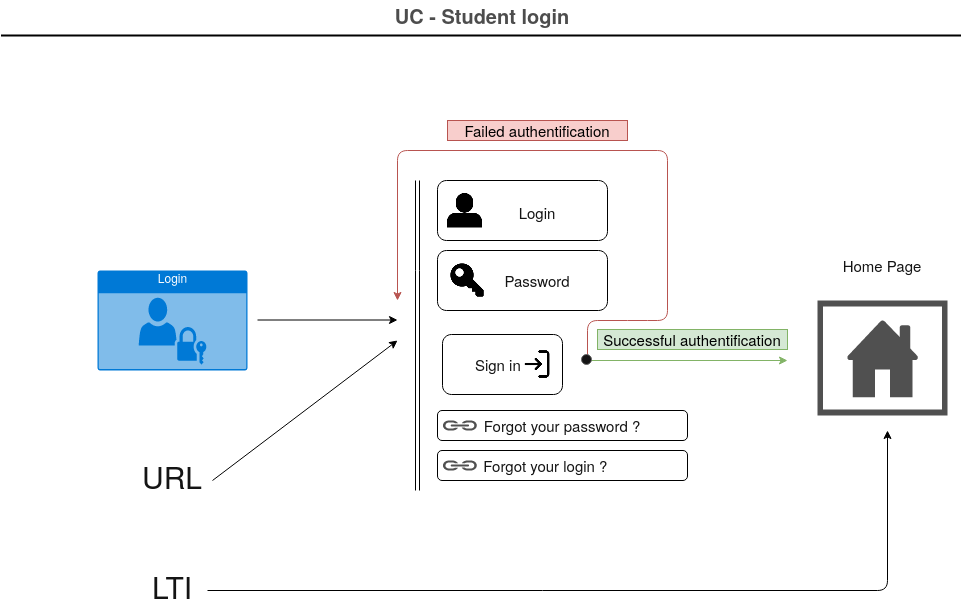 UC - Student login
Failed authentification
Login
Password
Home Page
Login
Successful authentification
Sign in
Forgot your password ?
Forgot your login ?
URL
LTI